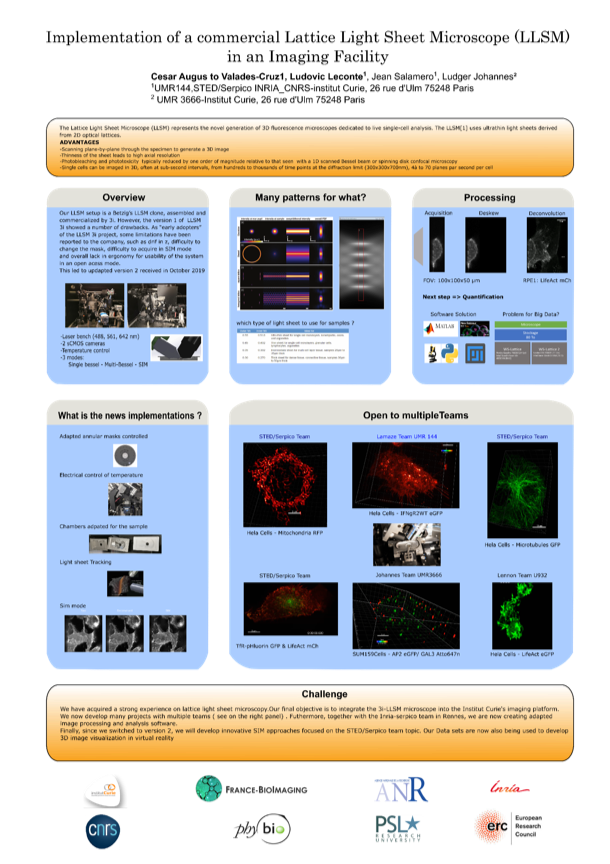 Implementation of a commercial Lattice Light Sheet Microscope (LLSM)
in an Imaging Facility
Cesar Augus to Valades-Cruz1, Ludovic Leconte¹, Jean Salamero¹, Ludger Johannes²
¹UMR144,STED/Serpico INRIA_CNRS-institut Curie, 26 rue d'Ulm 75248 Paris
² UMR 3666-Institut Curie, 26 rue d'Ulm 75248 Paris
The Lattice Light Sheet Microscope (LLSM) represents the novel generation of 3D fluorescence microscopes dedicated to live single-cell analysis. The LLSM[1] uses ultrathin light sheets derived
from 2D optical lattices.
ADVANTAGES
-Scanning plane-by-plane through the specimen to generate a 3D image
-Thinness of the sheet leads to high axial resolution
-Photobleaching and phototoxicity typically reduced by one order of magnitude relative to that seen with a 1D scanned Bessel beam or spinning disk confocal microscopy
-Single cells can be imaged in 3D, often at sub-second intervals, from hundreds to thousands of time points at the diffraction limit (300x300x700nm), 4à to 70 planes per second per cell
Overview
Our LLSM setup is a Betzig's LLSM clone, assembled and
commercialized by 3i. However, the version 1 of LLSM
3i showed a number of drawbacks. As "early adopters"
of the LLSM 3i project, some limitations have been
reported to the company, such as drif in z, difficulty to
change the mask, difficulty to acquire in SIM mode
and overall lack in ergonomy for usability of the system
in an open acces mode.
This led to updapted version 2 received in October 2019
-Laser bench (488, 561, 642 nm)
-2 sCMOS cameras
-Temperature control
-3 modes:
Single bessel - Multi-Bessel - SIM
Many patterns for what?
which type of light sheet to use for samples ?
Processing
Acquisition
Deskew
Deconvolution
FOV: 100x100x50 µm
RPE1: LifeAct mCh
Next step => Quantification
Software Solution
Problem for Big Data?
MATLAB
What is the news implementations ?
Adapted annular masks controlled
Electrical control of temperature
Chambers adpated for the sample
Light sheet Tracking
Sim mode
Open to multipleTeams
STED/Serpico Team
Hela Cells - Mitochondria RFP
Lamaze Team UMR 144
Hela Cells - IFNgR2WT eGFP
STED/Serpico Team
Hela Cells - Microtubules GFP
STED/Serpico Team
TfR-pHluorin GFP & LifeAct mCh
Johannes Team UMR3666
SUM159Cells - AP2 eGFP/ GAL3 Atto647n
Lennon Team U932
Hela Cells - LifeAct eGFP
Challenge
We have acquired a strong experience on lattice light sheet microscopy.Our final objective is to integrate the 3i-LLSM microscope into the Institut Curie's imaging platform.
We now develop many projects with multiple teams ( see on the right panel) . Futhermore, together with the Inria-serpico team in Rennes, we are now creating adapted
image processing and analysis software.
Finally, since we switched to version 2, we will develop innovative SIM approaches focused on the STED/Serpico team topic. Our Data sets are now also being used to develop
3D image visualization in virtual reality
institutCurie
FRANCE-BIOIMAGING
ANR
Inria
cnrs
phybio
PSL
RESEARCH
UNIVERSITY
erc
European
Research
Council